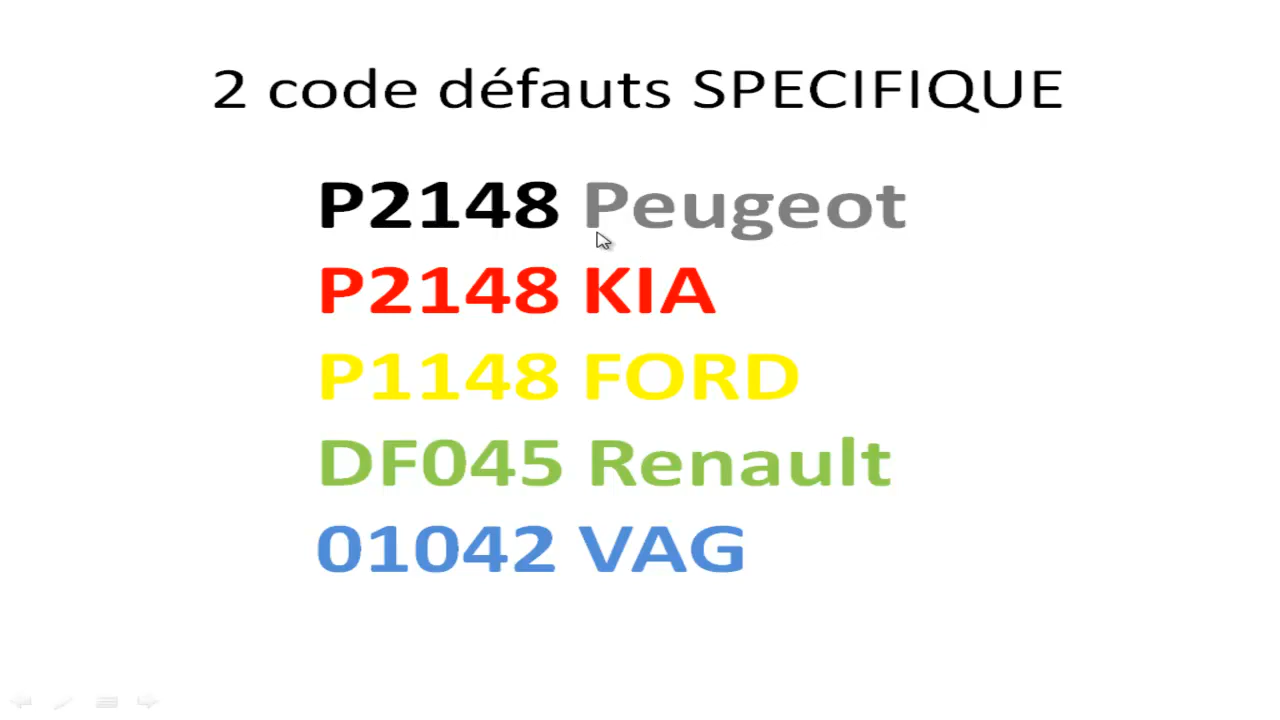 2 code défauts SPECIFIQUE
P2148 Peugeot
P2148 KIA
P1148 FORD
DF045 Renault
01042 VAG